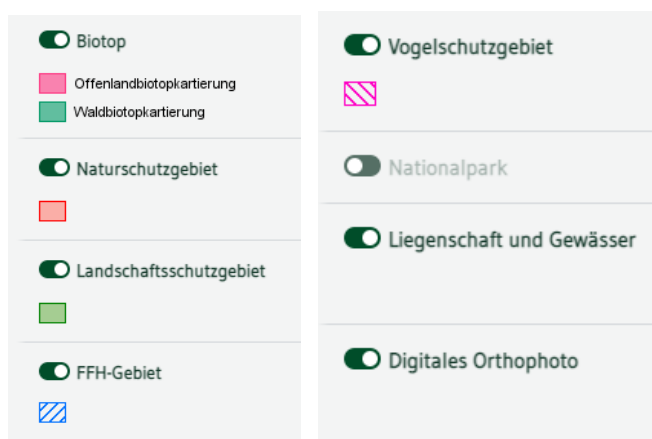 Biotop
Offenlandbiotopkartierung
Waldbiotopkartierung
Naturschutzgebiet
Landschaftsschutzgebiet
FFH-Gebiet
Vogelschutzgebiet
Nationalpark
Liegenschaft und Gewässer
Digitales Orthophoto